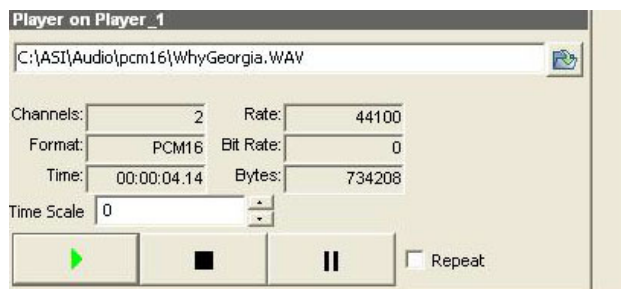 Player on Player_1
C:\ASI\Audio\pcm16\WhyGeorgia.WAV
Channels: 2 Rate: 44100
Format: PCM16 Bit Rate: 0
Time: 00:00:04.14 Bytes: 734208
Time Scale 0
Repeat